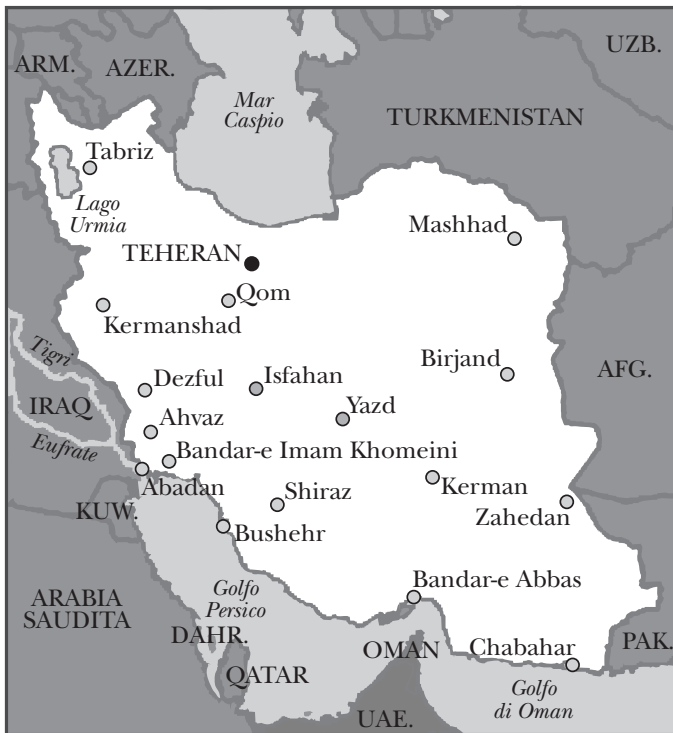 UZB.
ARM.
AZER.
Mar
Caspio
TURKMENISTAN
Tabriz
Lago
Urmia
Mashhad
TEHERAN
Qom
Kermanshad
Tigri
Birjand
AFG.
Dezful
Isfahan
IRAQ
Yazd
Ahvaz
Eufrate
Bandar-e Imam Khomeini
Abadan
Kerman
Shiraz
KUW.
Zahedan
Bushehr
Bandar-e Abbas
Golfo
Persico
ARABIA
SAUDITA
DAHR.
OMAN
Chabahar
PAK.
QATAR
Golfo
di Oman
UAE.